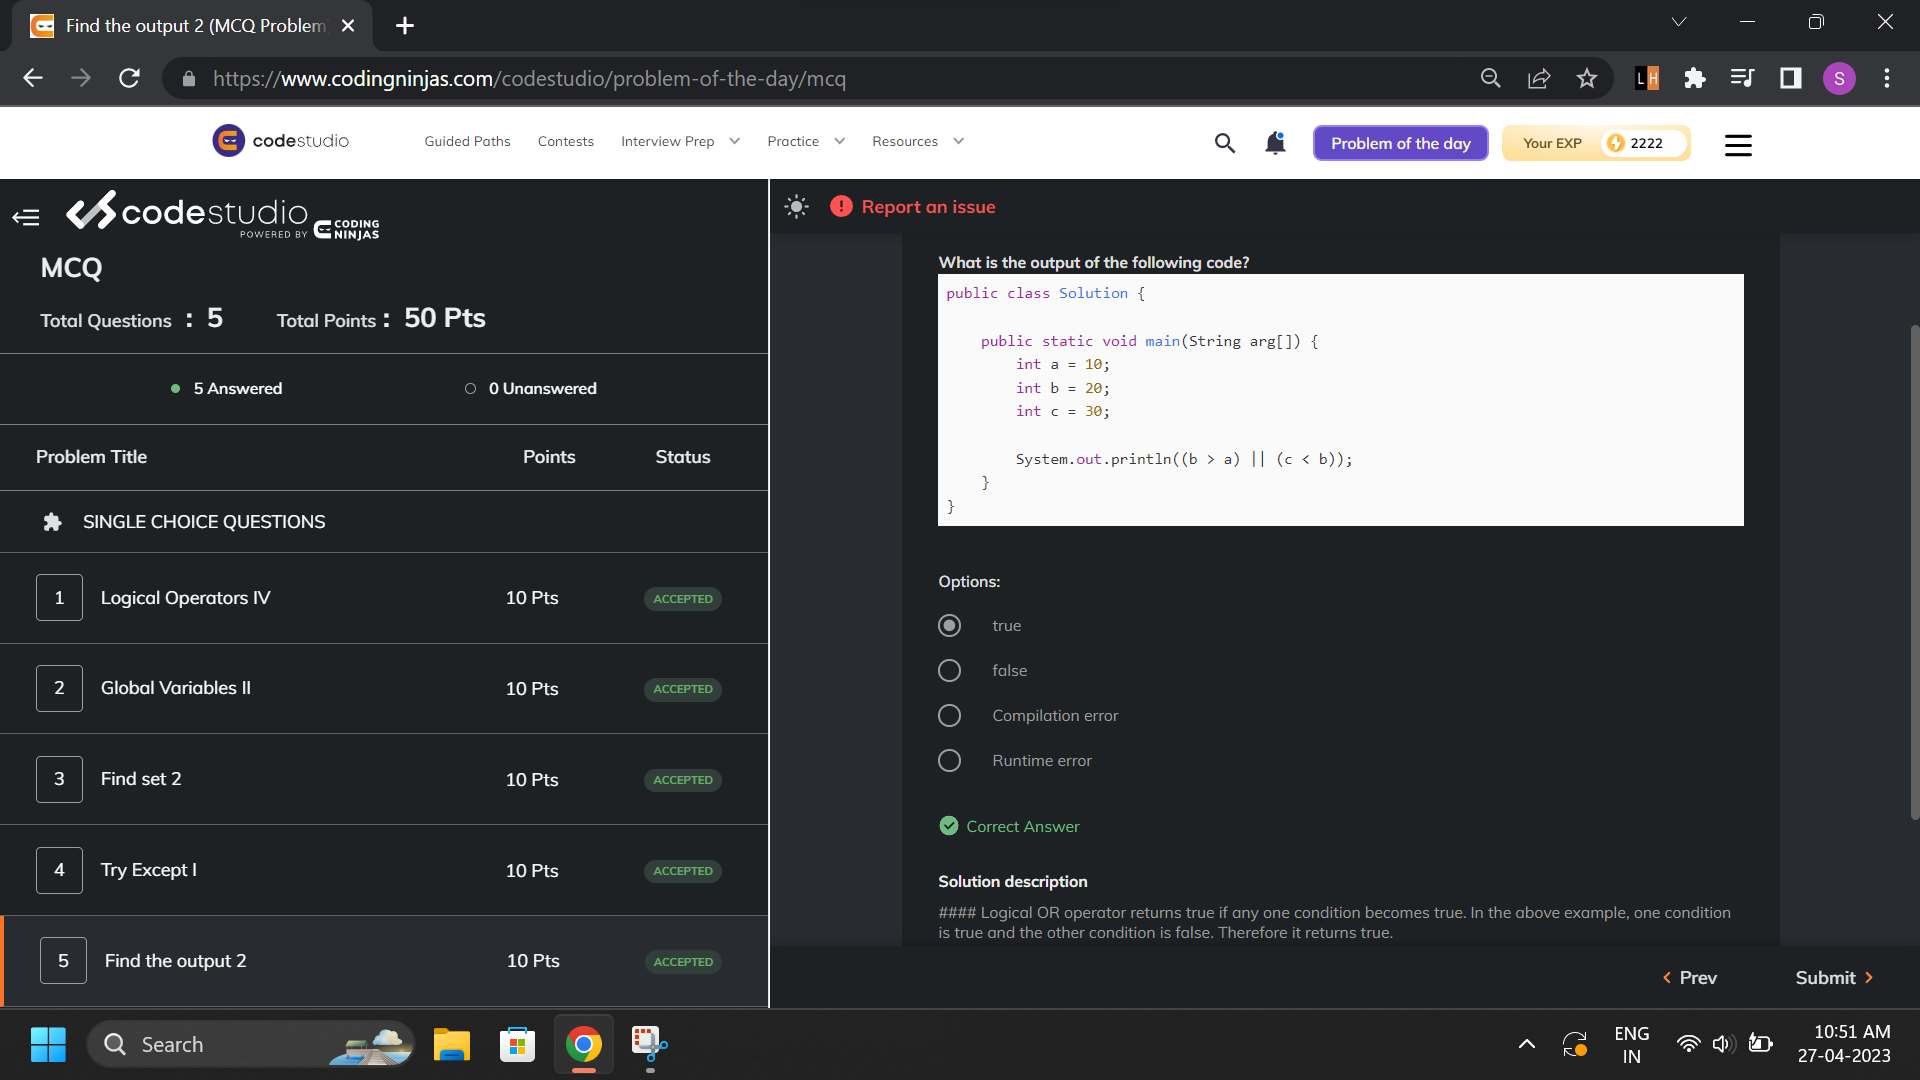 Find the output 2 (MCQ Problem
https://www.codingninjas.com/codestudio/problem-of-the-day/mcq
LH
S
codestudio
Guided Paths
Contests
Interview Prep
Practice
Resources
Problem of the day
Your EXP
2222
codestudio
POWERED BY CODING NINJAS
MCQ
Total Questions : 5
Total Points : 50 Pts
5 Answered
0 Unanswered
Problem Title Points Status
SINGLE CHOICE QUESTIONS
1 Logical Operators IV 10 Pts ACCEPTED
2 Global Variables II 10 Pts ACCEPTED
3 Find set 2 10 Pts ACCEPTED
4 Try Except I 10 Pts ACCEPTED
5 Find the output 2 10 Pts ACCEPTED
Report an issue
What is the output of the following code?
public class Solution {
public static void main(String arg[]) {
int a = 10;
int b = 20;
int c = 30;
System.out.println((b > a) || (c < b));
}
}
Options:
true
false
Compilation error
Runtime error
Correct Answer
Solution description
#### Logical OR operator returns true if any one condition becomes true. In the above example, one condition
is true and the other condition is false. Therefore it returns true.
Prev
Submit
Search
ENG
IN
10:51 AM
27-04-2023